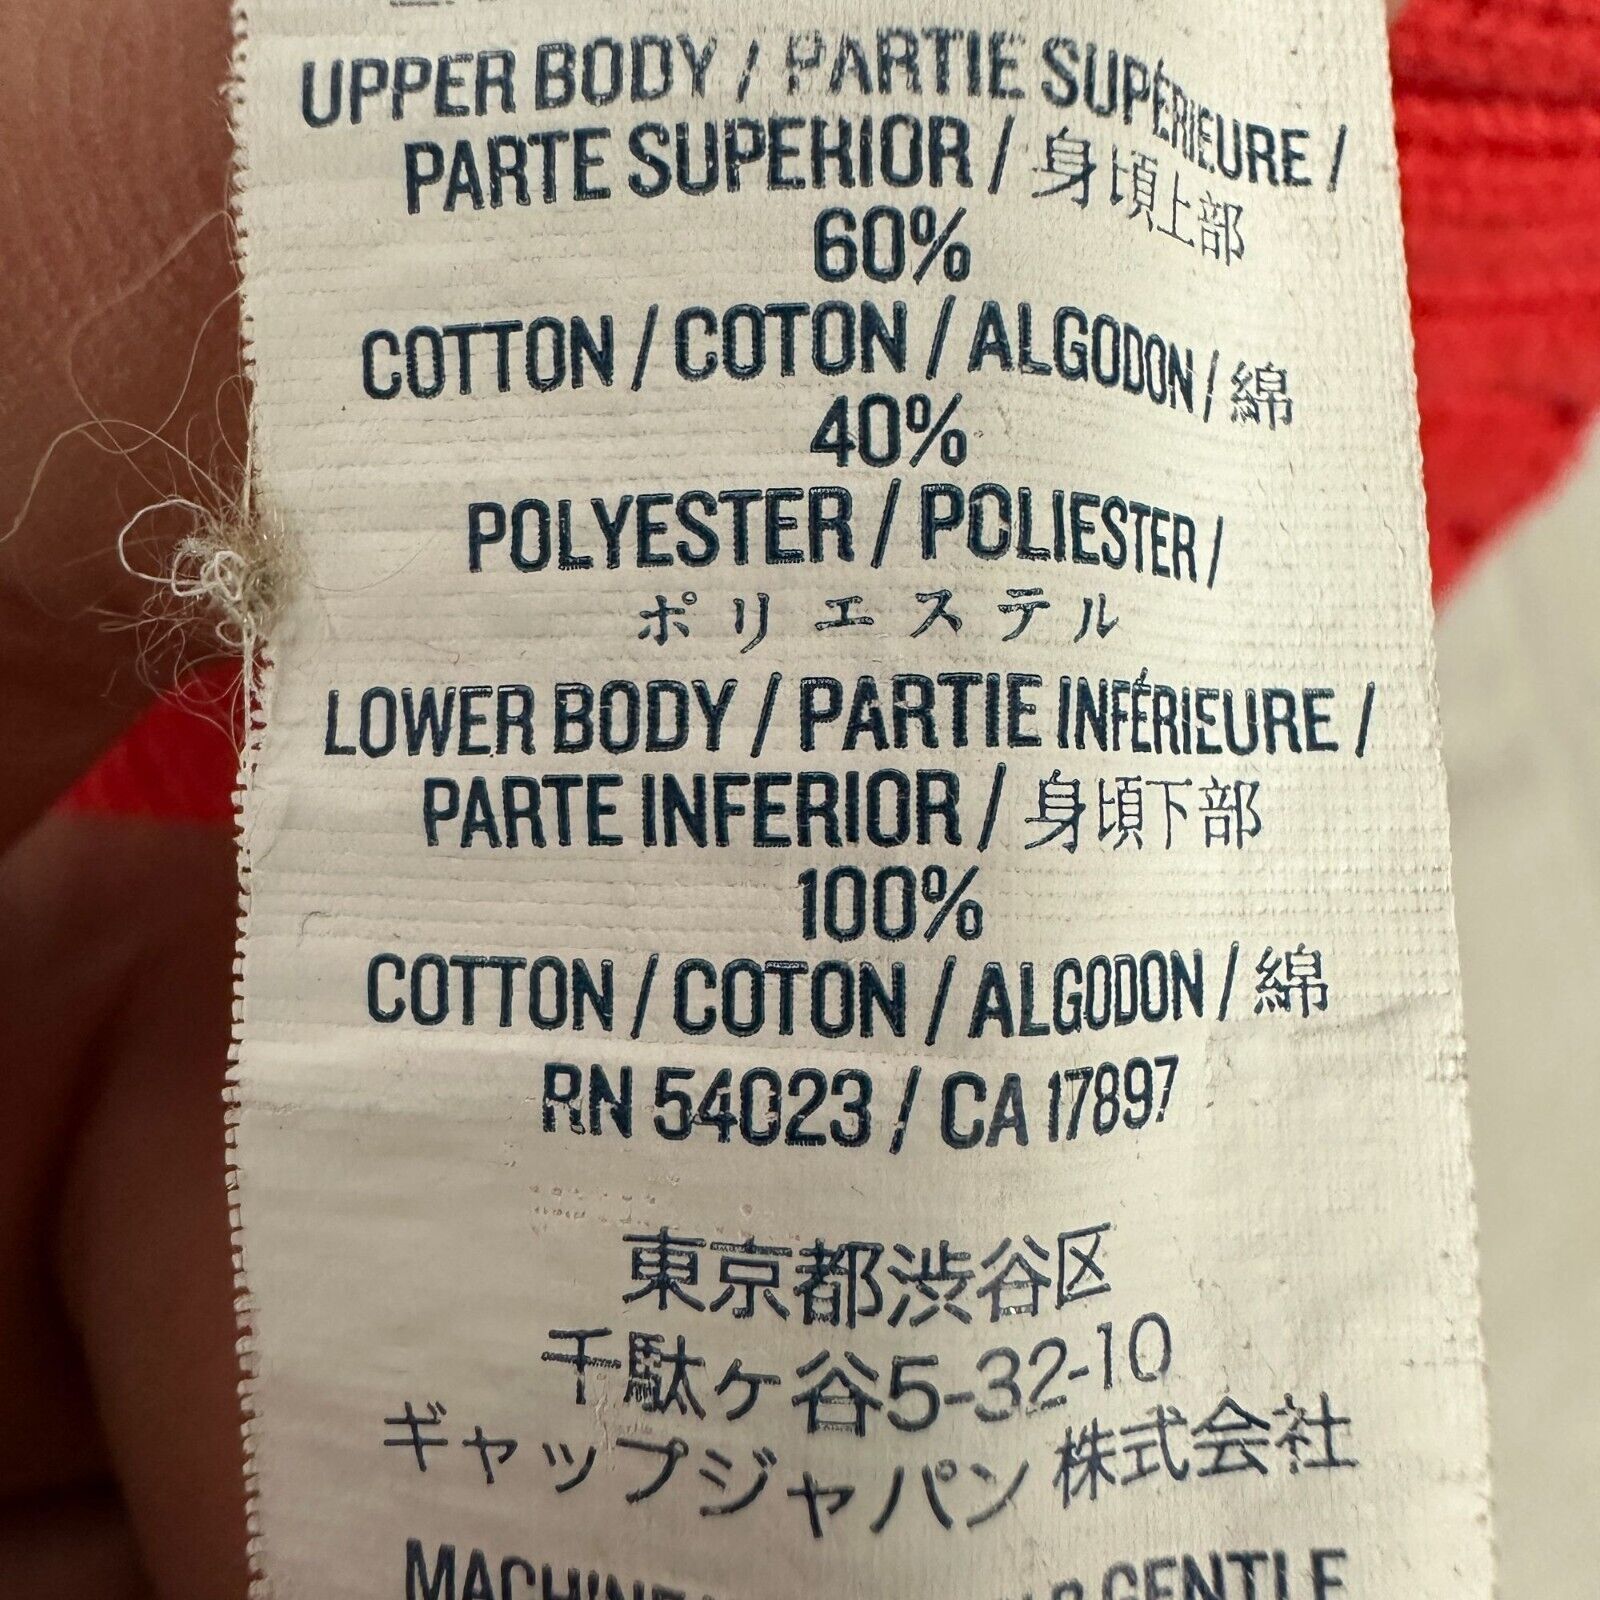 UPPER BODY / PARTIE SUPÉRIEURE /
PARTE SUPERIOR / 身頃上部
60%
COTTON / COTON / ALGODON / 綿
40%
POLYESTER / POLIESTER /
ポリエステル
LOWER BODY / PARTIE INFÉRIEURE /
PARTE INFERIOR / 身頃下部
100%
COTTON / COTON / ALGODON / 綿
RN 54023 / CA 17897
東京都渋谷区
千駄ヶ谷5-32-10
ギャップジャパン株式会社
MACHINE GENTLE